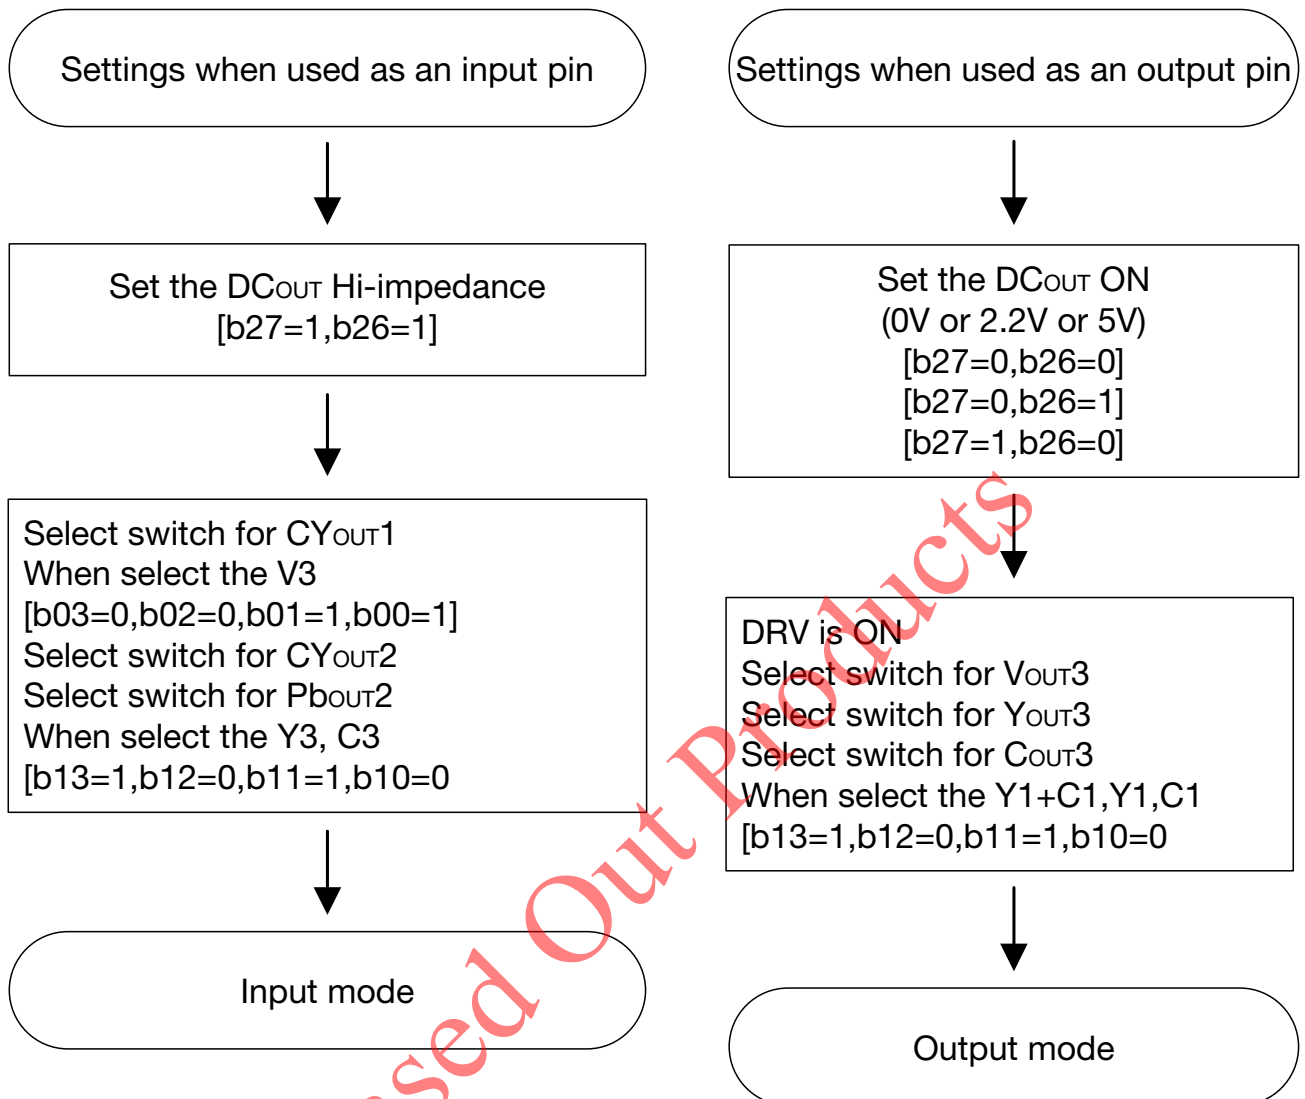 Settings when used as an input pin
Set the DCOUT Hi-impedance
[b27=1,b26=1]
Select switch for CYOUT1
When select the V3
[b03=0,b02=0,b01=1,b00=1]
Select switch for CYOUT2
Select switch for PbOUT2
When select the Y3, C3
[b13=1,b12=0,b11=1,b10=0
Input mode
Settings when used as an output pin
Set the DCOUT ON
(0V or 2.2V or 5V)
[b27=0,b26=0]
[b27=0,b26=1]
[b27=1,b26=0]
DRV is ON
Select switch for VOUT3
Select switch for YOUT3
Select switch for COUT3
When select the Y1+C1,Y1,C1
[b13=1,b12=0,b11=1,b10=0
Output mode
Out Products